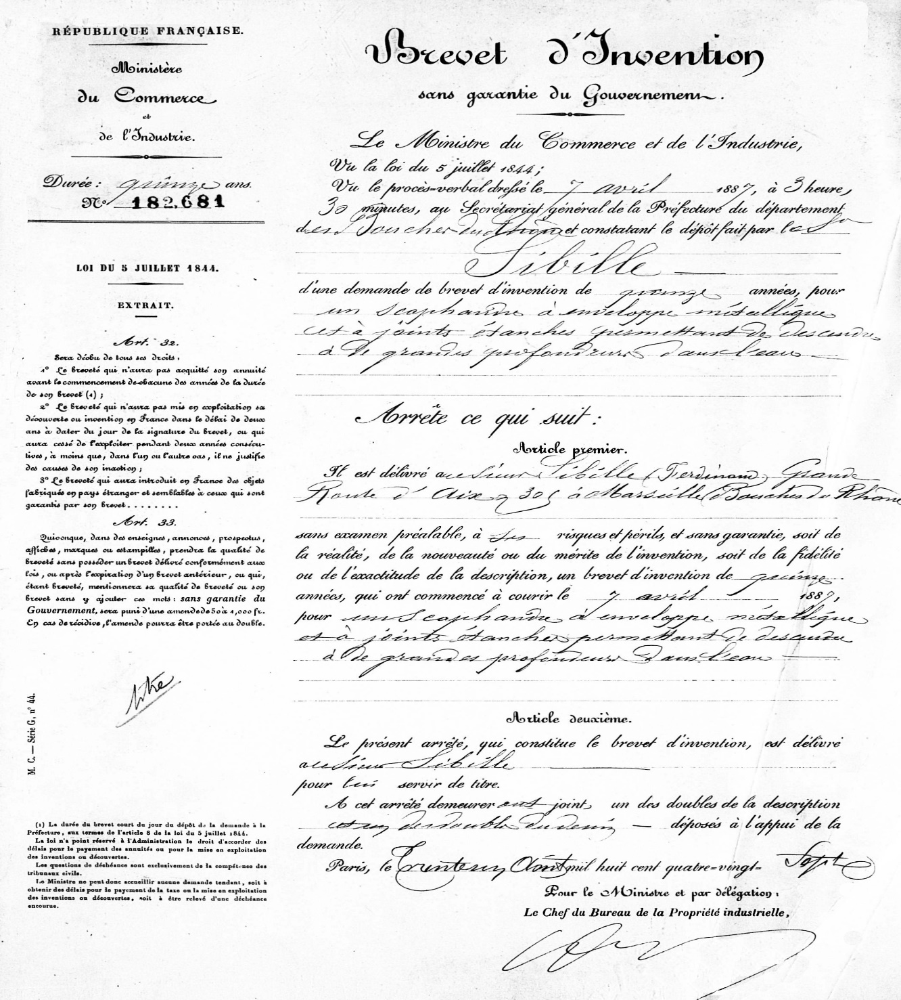 RÉPUBLIQUE FRANÇAISE.
Ministère
du Commerce
et
de l'Industrie.
Durée : quinze ans.
N° 182,681
LOI DU 5 JUILLET 1844.
EXTRAIT.
Art. 32.
Sera déchu de tous ses droits :
1° Le breveté qui n'aura pas acquitté son annuité
avant le commencement de chacune des années de la durée
de son brevet (1) ;
2° Le breveté qui n'aura pas mis en exploitation sa
découverte ou invention en France dans le délai de deux
ans à dater du jour de la signature du brevet, ou qui
aura cessé de l'exploiter pendant deux années consécu-
tives, à moins que, dans l'un ou l'autre cas, il ne justifie
des causes de son inaction ;
3° Le breveté qui aura introduit en France des objets
fabriqués en pays étranger et semblables à ceux qui sont
garantis par son brevet. . . . . . . .
Art. 33.
Quiconque, dans des enseignes, annonces, prospectus,
affiches, marques ou estampilles, prendra la qualité de
breveté sans posséder un brevet délivré conformément aux
lois, ou après l'expiration d'un brevet antérieur, ou qui,
étant breveté, mentionnera sa qualité de breveté ou son
brevet sans y ajouter ces mots : sans garantie du
Gouvernement, sera puni d'une amende de 50 à 1,000 fr.
En cas de récidive, l'amende pourra être portée au double.
titre
M. C. — Série G, n° 44.
(1) La durée du brevet court du jour du dépôt de la demande à la
Préfecture, aux termes de l'article 8 de la loi du 5 juillet 1844.
La loi n'a point réservé à l'Administration le droit d'accorder des
délais pour le payement des annuités ou pour la mise en exploitation
des inventions ou découvertes.
Les questions de déchéance sont exclusivement de la compétence des
tribunaux civils.
Le Ministre ne peut donc accueillir aucune demande tendant, soit à
obtenir des délais pour le payement de la taxe ou la mise en exploitation
des inventions ou découvertes, soit à être relevé d'une déchéance
encourue.
Brevet d'Invention
sans garantie du Gouvernement.
Le Ministre du Commerce et de l'Industrie,
Vu la loi du 5 juillet 1844 ;
Vu le procès-verbal dressé le 7 avril 1887, à 3 heure,
30 minutes, au Secrétariat général de la Préfecture du département
des Bouches du Rhône et constatant le dépôt fait par le Sr
Sibille
d'une demande de brevet d'invention de quinze années, pour
un scaphandre à enveloppe métallique
et à joints étanches permettant de descendre
à de grandes profondeurs dans l'eau
Arrête ce qui suit :
Article premier.
Il est délivré au sieur Sibille (Ferdinand) Grande
Route d'Aix, 30 à Marseille (Bouches du Rhône
sans examen préalable, à ses risques et périls, et sans garantie, soit de
la réalité, de la nouveauté ou du mérite de l'invention, soit de la fidélité
ou de l'exactitude de la description, un brevet d'invention de quinze
années, qui ont commencé à courir le 7 avril 1887,
pour un scaphandre à enveloppe métallique
et à joints étanches permettant de descendre
à de grandes profondeurs dans l'eau
Article deuxième.
Le présent arrêté, qui constitue le brevet d'invention, est délivré
au sieur Sibille
pour lui servir de titre.
A cet arrêté demeureront joints un des doubles de la description
et un des doubles du dessin déposés à l'appui de la
demande.
Paris, le Trente un Août mil huit cent quatre-vingt- Sept
Pour le Ministre et par délégation :
Le Chef du Bureau de la Propriété industrielle,